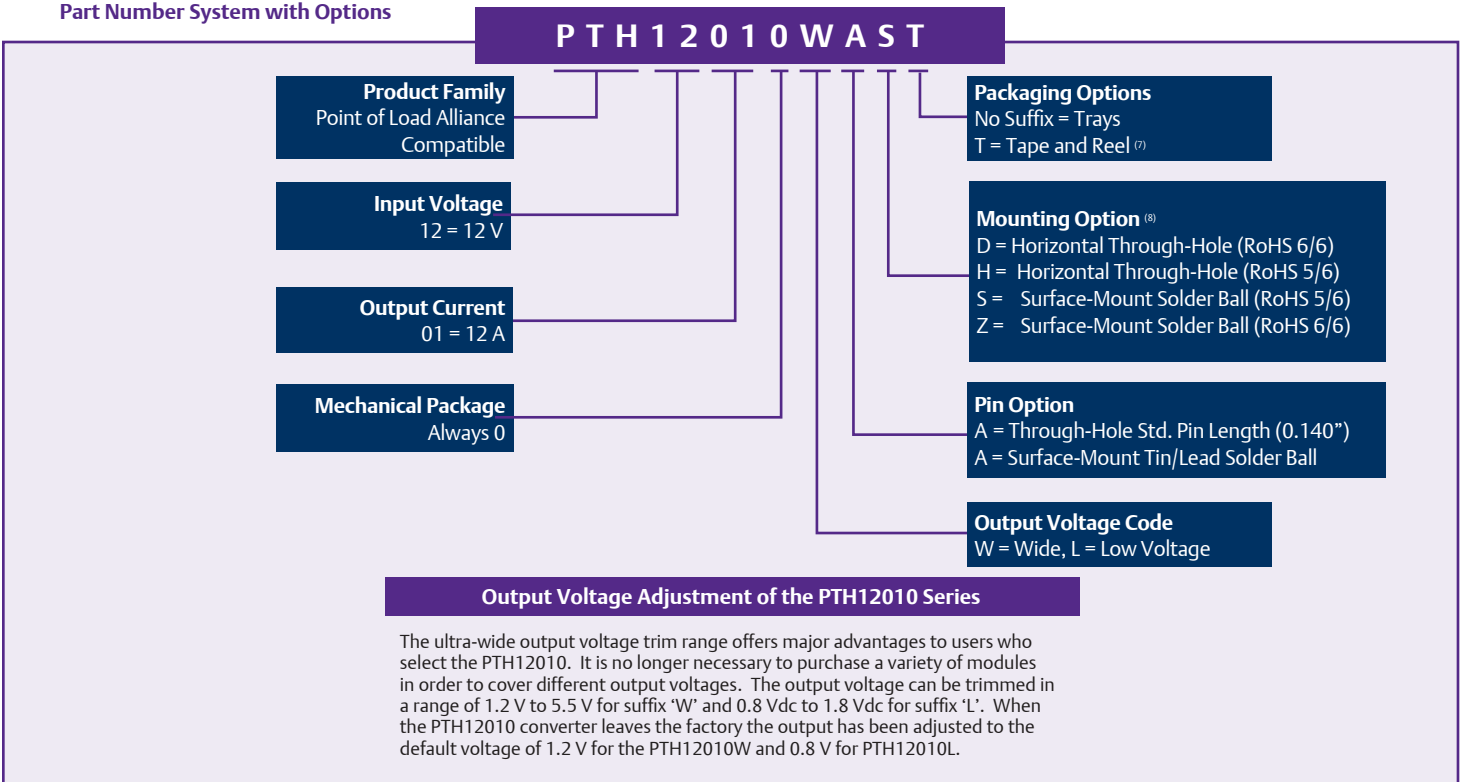 Part Number System with Options
PTH12010WAST
Product Family
Point of Load Alliance
Compatible
Input Voltage
12 = 12 V
Output Current
01 = 12 A
Mechanical Package
Always 0
Packaging Options
No Suffix = Trays
T = Tape and Reel (7)
Mounting Option (8)
D = Horizontal Through-Hole (RoHS 6/6)
H = Horizontal Through-Hole (RoHS 5/6)
S = Surface-Mount Solder Ball (RoHS 5/6)
Z = Surface-Mount Solder Ball (RoHS 6/6)
Pin Option
A = Through-Hole Std. Pin Length (0.140”)
A = Surface-Mount Tin/Lead Solder Ball
Output Voltage Code
W = Wide, L = Low Voltage
Output Voltage Adjustment of the PTH12010 Series
The ultra-wide output voltage trim range offers major advantages to users who
select the PTH12010. It is no longer necessary to purchase a variety of modules
in order to cover different output voltages. The output voltage can be trimmed in
a range of 1.2 V to 5.5 V for suffix ‘W’ and 0.8 Vdc to 1.8 Vdc for suffix ‘L’. When
the PTH12010 converter leaves the factory the output has been adjusted to the
default voltage of 1.2 V for the PTH12010W and 0.8 V for PTH12010L.